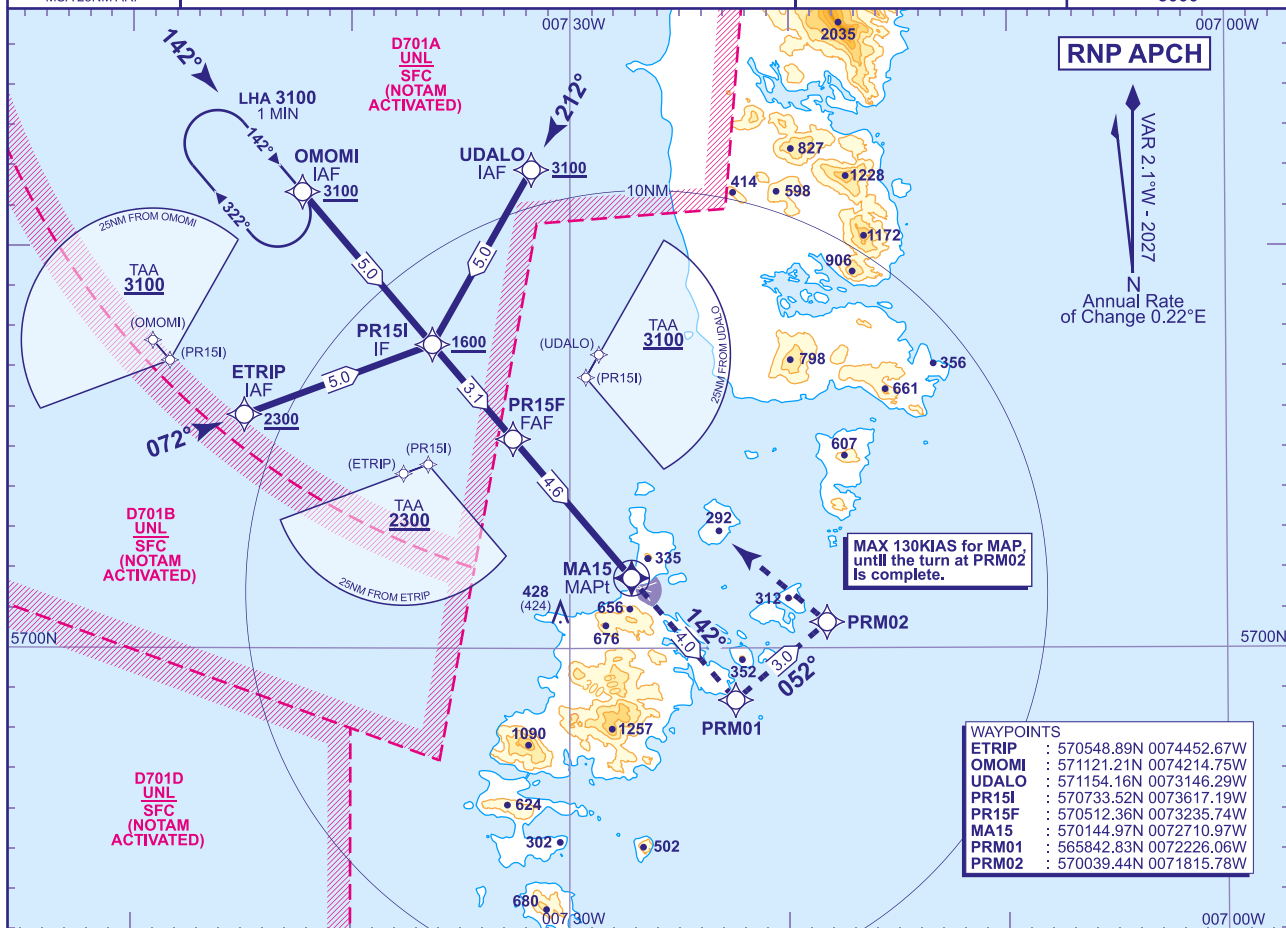 007:30W
007:00W
2035
D701A
UNL
SFC
(NOTAM
ACTIVATED)
RNP APCH
142°
LHA 3100
1 MIN
142°
322°
OMOMI
IAF
3100
UDALO
IAF
3100
212°
VAR 2.1°W - 2027
N
Annual Rate
of Change 0.22°E
827
1228
414
598
10NM
1172
906
25NM FROM OMOMI
TAA
3100
(OMOMI)
(PR15I)
5.0
5.0
PR15I
IF
1600
TAA
3100
(UDALO)
(PR15I)
25NM FROM UDALO
798
356
661
ETRIP
IAF
2300
5.0
072°
3.1
PR15F
FAF
607
(PR15I)
(ETRIP)
TAA
2300
25NM FROM ETRIP
4.6
D701B
UNL
SFC
(NOTAM
ACTIVATED)
292
MAX 130KIAS for MAP,
until the turn at PRM02
is complete.
335
MA15
MAPt
428
(424)
656
676
312
PRM02
5700N
5700N
142°
4.0
352
3.0
052°
PRM01
1257
1090
WAYPOINTS
ETRIP : 570548.89N 0074452.67W
OMOMI : 571121.21N 0074214.75W
UDALO : 571154.16N 0073146.29W
PR15I : 570733.52N 0073617.19W
PR15F : 570512.36N 0073235.74W
MA15 : 570144.97N 0072710.97W
PRM01 : 565842.83N 0072226.06W
PRM02 : 570039.44N 0071815.78W
D701D
UNL
SFC
(NOTAM
ACTIVATED)
624
302
502
680
007:30W
007:00W